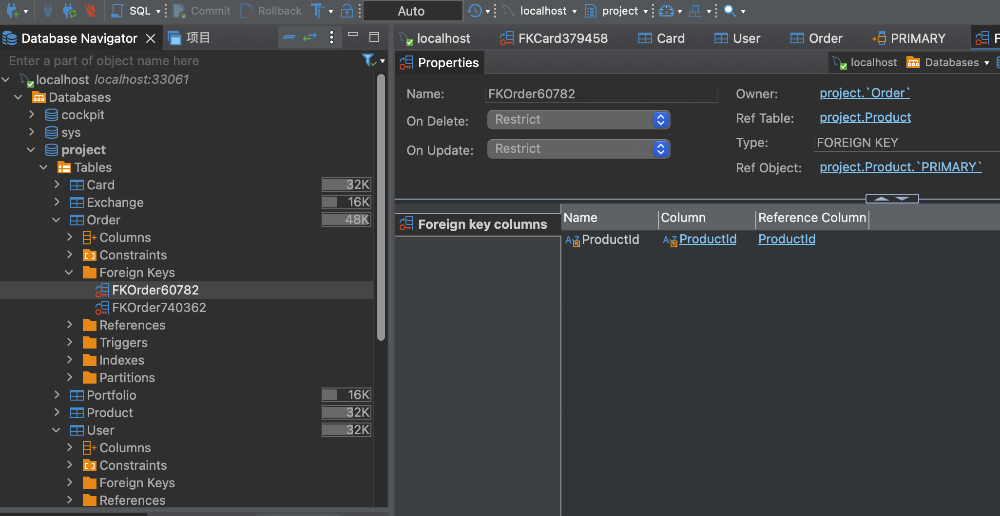 SQL Commit Rollback Auto localhost project
Database Navigator 项目
Enter a part of object name here
localhost localhost:33061
Databases
cockpit
sys
project
Tables
Card 32K
Exchange 16K
Order 48K
Columns
Constraints
Foreign Keys
FKOrder60782
FKOrder740362
References
Triggers
Indexes
Partitions
Portfolio 16K
Product 32K
User 32K
Columns
Constraints
Foreign Keys
References
localhost FKCard379458 Card User Order PRIMARY F
Properties localhost Databases
Name: FKOrder60782
On Delete: Restrict
On Update: Restrict
Owner: project.`Order`
Ref Table: project.Product
Type: FOREIGN KEY
Ref Object: project.Product.`PRIMARY`
Foreign key columns
Name Column Reference Column
ProductId ProductId ProductId